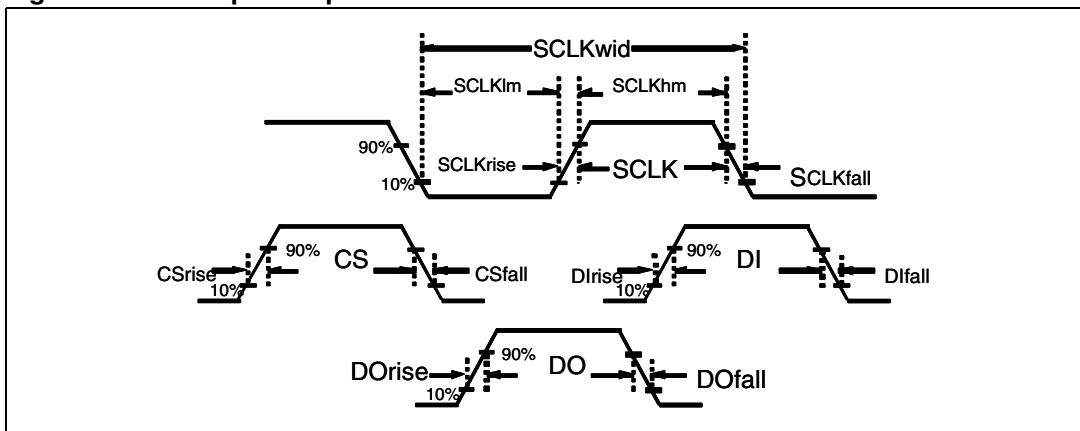 SCLKwid
SCLKlm SCLKhm
90%
SCLKrise SCLK SCLKfall
10%
90% CS 90% DI
CSrise CSfall DIrise DIfall
10% 10%
90% DO
DOrise DOfall
10%